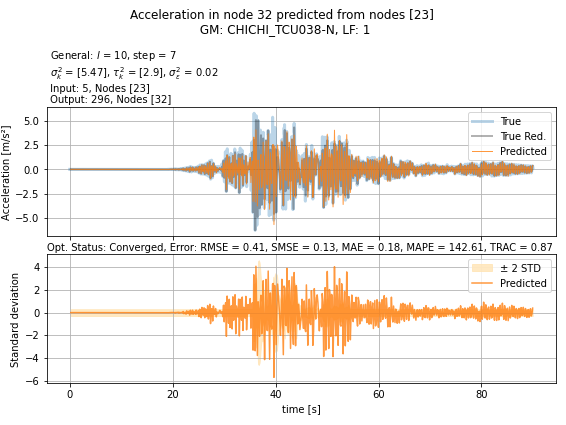 Acceleration in node 32 predicted from nodes [23]
GM: CHICHI_TCU038-N, LF: 1
General: l = 10, step = 7
σ²ₖ = [5.47], τ²ₖ = [2.9], σ²ε = 0.02
Input: 5, Nodes [23]
Output: 296, Nodes [32]
Acceleration [m/s²]
5.0
2.5
0.0
−2.5
−5.0
True
True Red.
Predicted
Opt. Status: Converged, Error: RMSE = 0.41, SMSE = 0.13, MAE = 0.18, MAPE = 142.61, TRAC = 0.87
Standard deviation
4
2
0
−2
−4
−6
± 2 STD
Predicted
0 20 40 60 80
time [s]